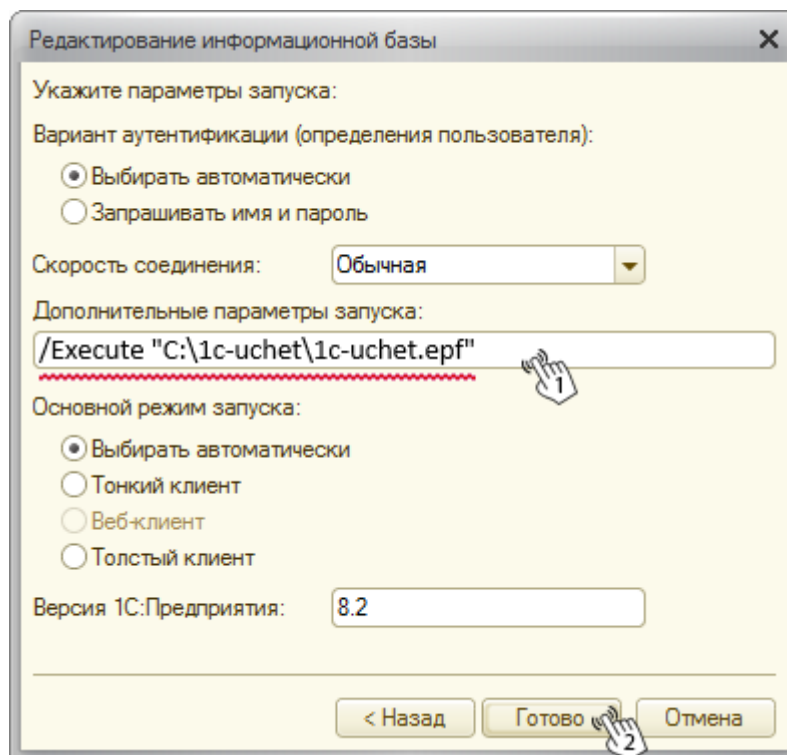 Редактирование информационной базы
Укажите параметры запуска:
Вариант аутентификации (определения пользователя):
Выбирать автоматически
Запрашивать имя и пароль
Скорость соединения: Обычная
Дополнительные параметры запуска:
/Execute "C:\1c-uchet\1c-uchet.epf"
1
Основной режим запуска:
Выбирать автоматически
Тонкий клиент
Веб-клиент
Толстый клиент
Версия 1С:Предприятия: 8.2
< Назад Готово Отмена
2